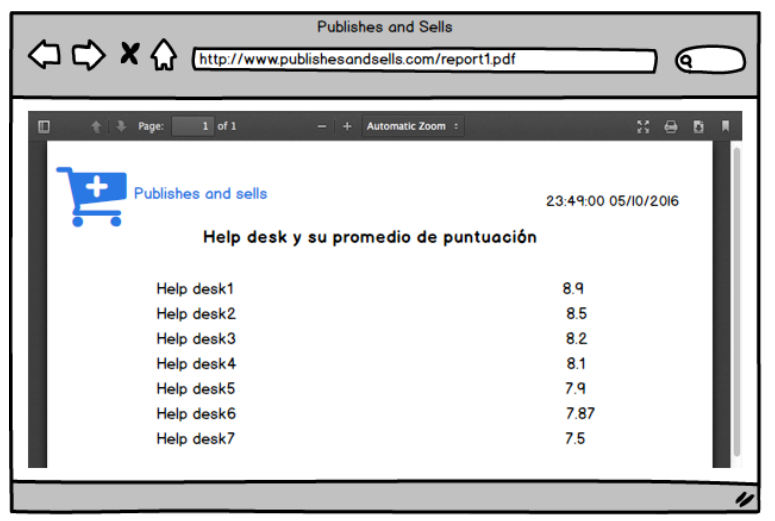 Publishes and Sells
http://www.publishesandsells.com/report1.pdf
Page: 1 of 1 − + Automatic Zoom
Publishes and sells
23:49:00 05/10/2016
Help desk y su promedio de puntuación
Help desk1 8.9
Help desk2 8.5
Help desk3 8.2
Help desk4 8.1
Help desk5 7.9
Help desk6 7.87
Help desk7 7.5